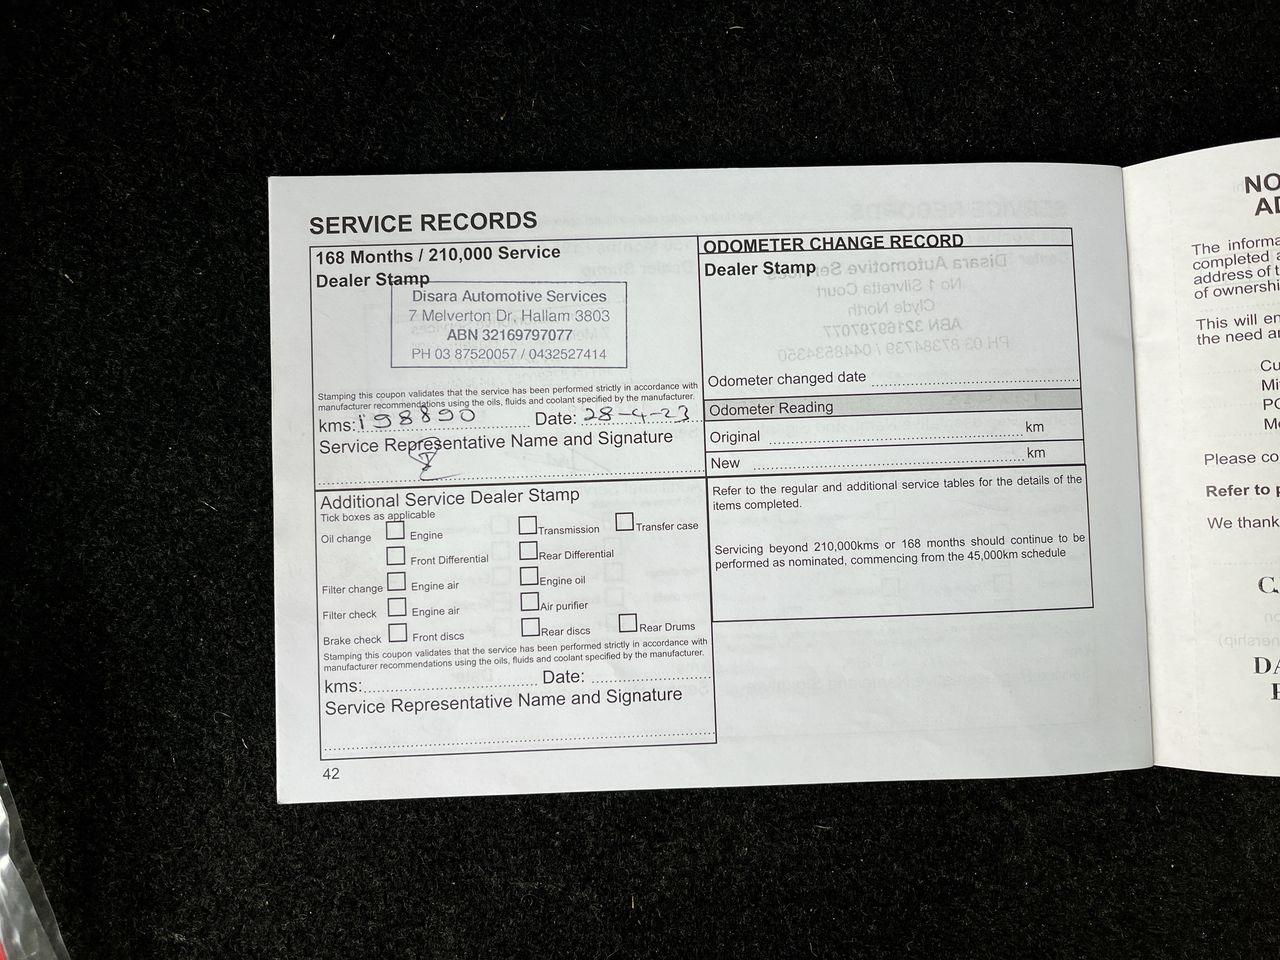 SERVICE RECORDS
168 Months / 210,000 Service
Dealer Stamp
Disara Automotive Services
7 Melverton Dr, Hallam 3803
ABN 32169797077
PH 03 87520057 / 0432527414
Stamping this coupon validates that the service has been performed strictly in accordance with
manufacturer recommendations using the oils, fluids and coolant specified by the manufacturer.
kms: 198890 Date: 28-4-23
Service Representative Name and Signature
Additional Service Dealer Stamp
Tick boxes as applicable
Oil change Engine Transmission Transfer case
Front Differential Rear Differential
Filter change Engine air Engine oil
Filter check Engine air Air purifier
Brake check Front discs Rear discs Rear Drums
Stamping this coupon validates that the service has been performed strictly in accordance with
manufacturer recommendations using the oils, fluids and coolant specified by the manufacturer.
kms: Date:
Service Representative Name and Signature
42
ODOMETER CHANGE RECORD
Dealer Stamp
Odometer changed date
Odometer Reading
Original km
New km
Refer to the regular and additional service tables for the details of the
items completed.
Servicing beyond 210,000kms or 168 months should continue to be
performed as nominated, commencing from the 45,000km schedule
NO
The informa
completed
address of t
of ownershi
This will en
the need
Cu
Mi
PO
Me
Please co
Refer to
We thank